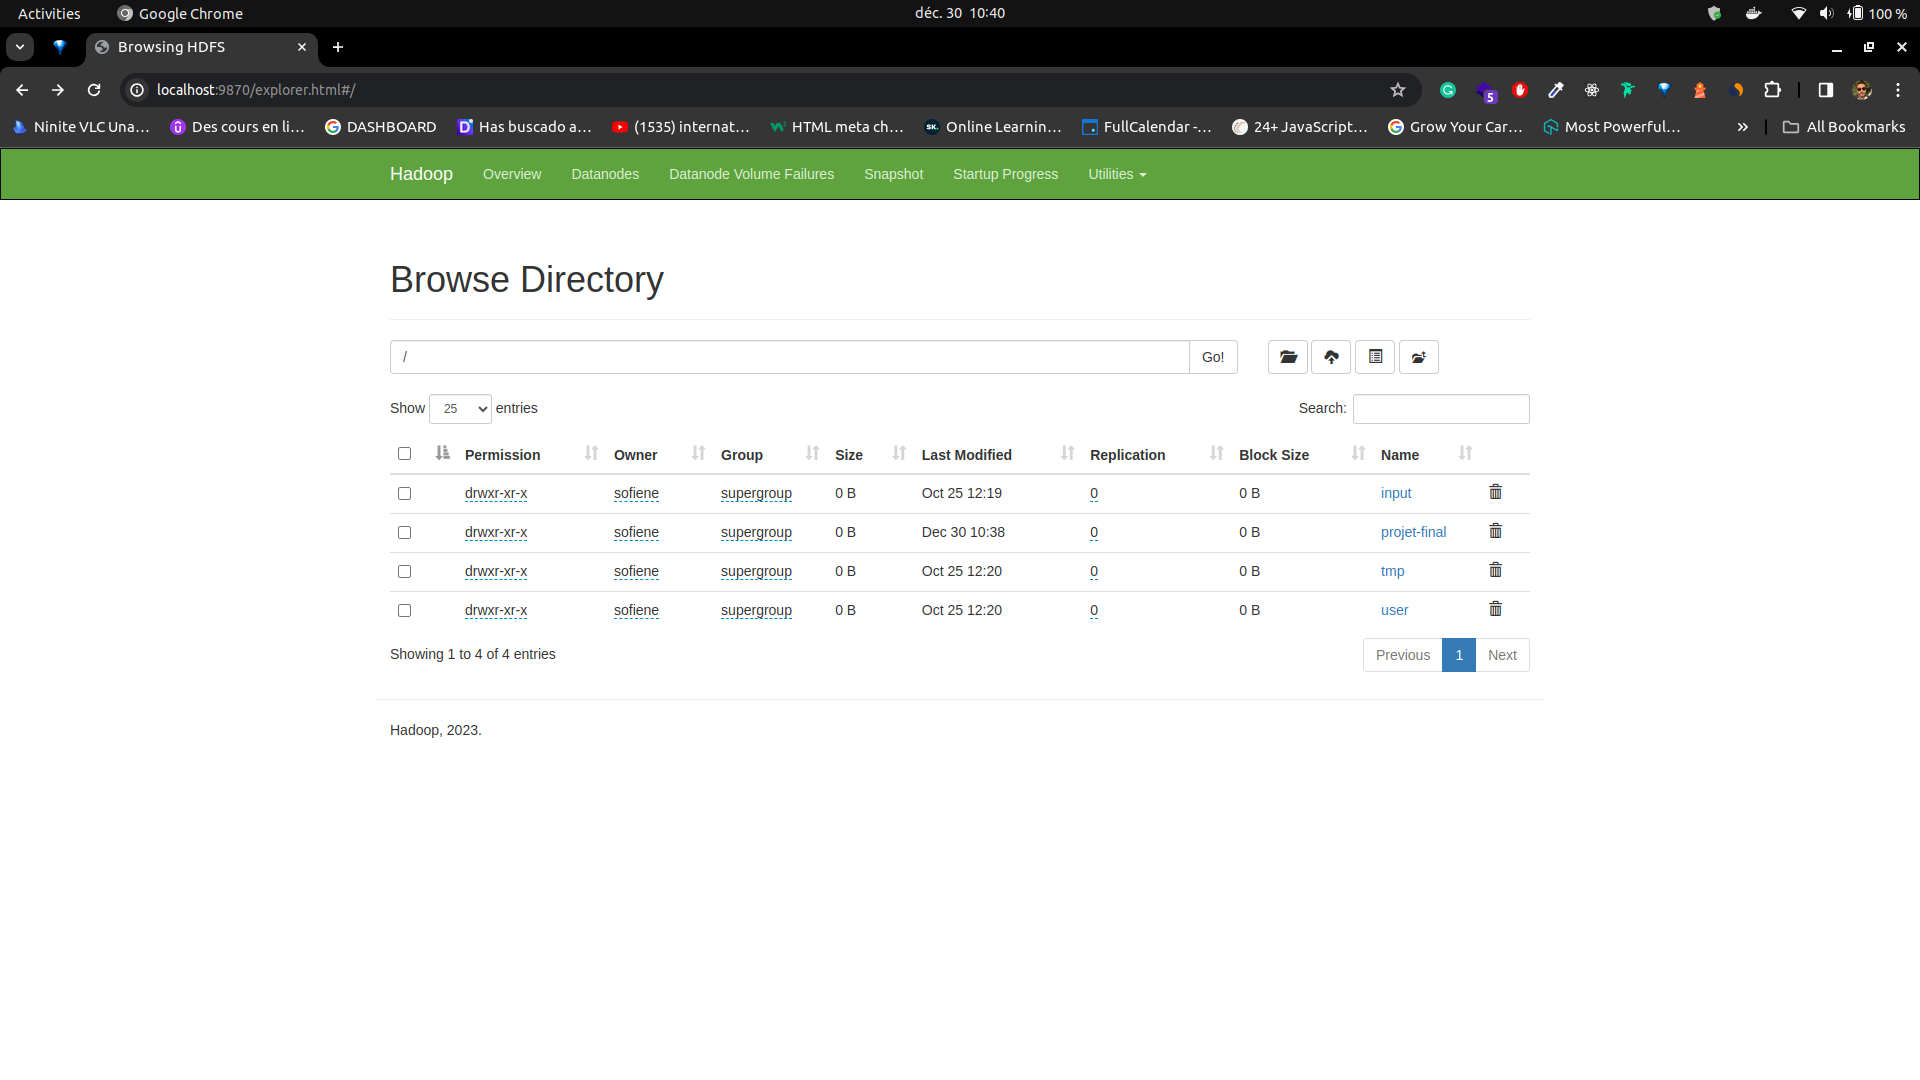 Activities Google Chrome déc. 30 10:40 100 %
Browsing HDFS
localhost:9870/explorer.html#/ 5
Ninite VLC Una... Des cours en li... DASHBOARD Has buscado a... (1535) internat... HTML meta ch... Online Learnin... FullCalendar -... 24+ JavaScript... Grow Your Car... Most Powerful... » All Bookmarks
Hadoop Overview Datanodes Datanode Volume Failures Snapshot Startup Progress Utilities
Browse Directory
/ Go!
Show 25 entries Search:
Permission Owner Group Size Last Modified Replication Block Size Name
drwxr-xr-x sofiene supergroup 0 B Oct 25 12:19 0 0 B input
drwxr-xr-x sofiene supergroup 0 B Dec 30 10:38 0 0 B projet-final
drwxr-xr-x sofiene supergroup 0 B Oct 25 12:20 0 0 B tmp
drwxr-xr-x sofiene supergroup 0 B Oct 25 12:20 0 0 B user
Showing 1 to 4 of 4 entries Previous 1 Next
Hadoop, 2023.